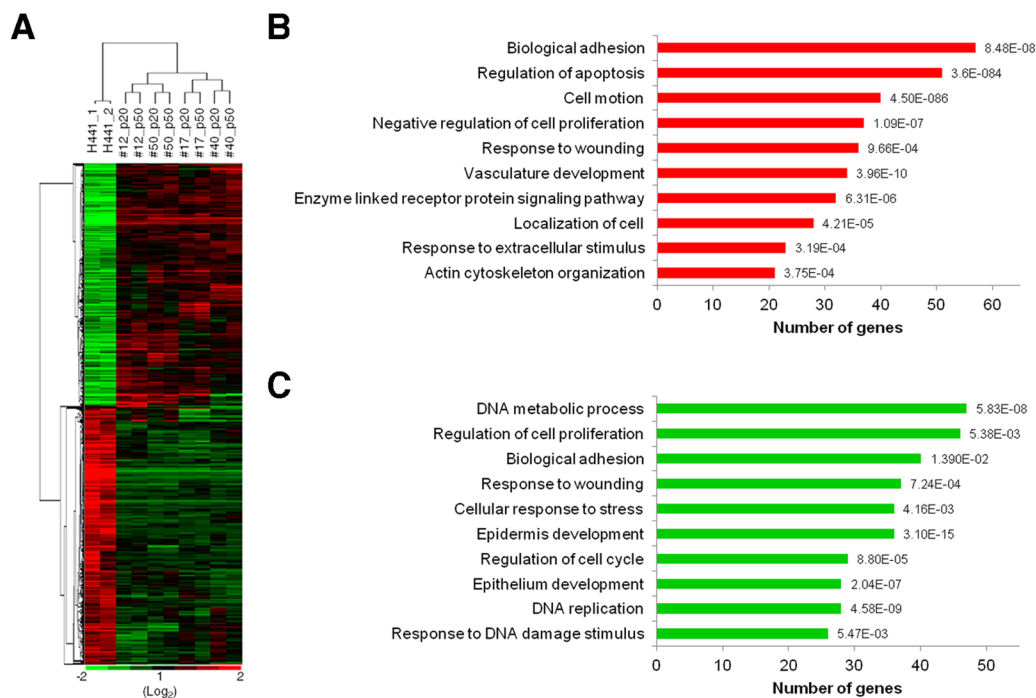 A
H441_1
H441_2
#12_p20
#12_p50
#50_p20
#50_p50
#17_p20
#17_p50
#40_p20
#40_p50
-2 1 2
(Log2)
B
Biological adhesion 8.48E-08
Regulation of apoptosis 3.6E-084
Cell motion 4.50E-086
Negative regulation of cell proliferation 1.09E-07
Response to wounding 9.66E-04
Vasculature development 3.96E-10
Enzyme linked receptor protein signaling pathway 6.31E-06
Localization of cell 4.21E-05
Response to extracellular stimulus 3.19E-04
Actin cytoskeleton organization 3.75E-04
0 10 20 30 40 50 60
Number of genes
C
DNA metabolic process 5.83E-08
Regulation of cell proliferation 5.38E-03
Biological adhesion 1.390E-02
Response to wounding 7.24E-04
Cellular response to stress 4.16E-03
Epidermis development 3.10E-15
Regulation of cell cycle 8.80E-05
Epithelium development 2.04E-07
DNA replication 4.58E-09
Response to DNA damage stimulus 5.47E-03
0 10 20 30 40 50
Number of genes